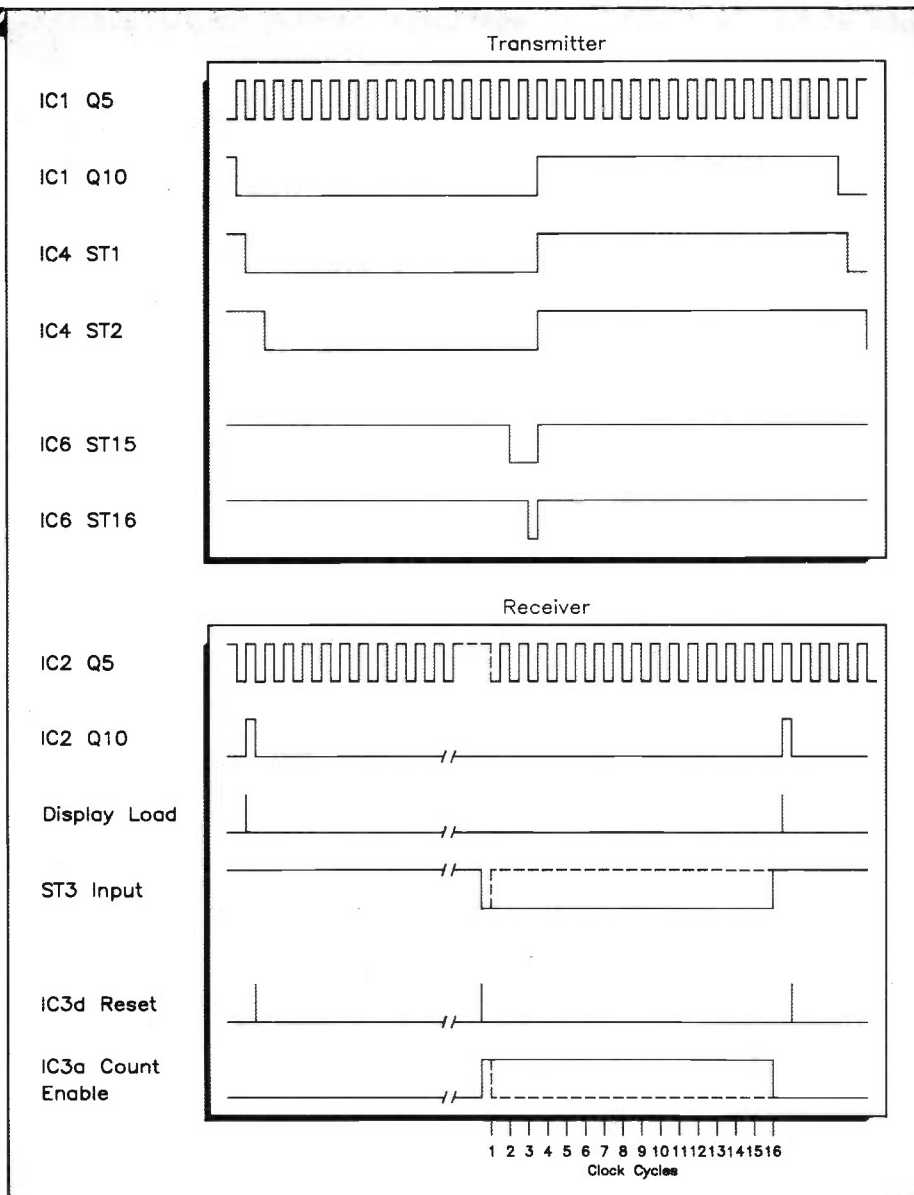 Transmitter
IC1 Q5
IC1 Q10
IC4 ST1
IC4 ST2
IC6 ST15
IC6 ST16
Receiver
IC2 Q5
IC2 Q10
Display Load
ST3 Input
IC3d Reset
IC3a Count
Enable
1 2 3 4 5 6 7 8 9 10 11 12 13 14 15 16
Clock Cycles